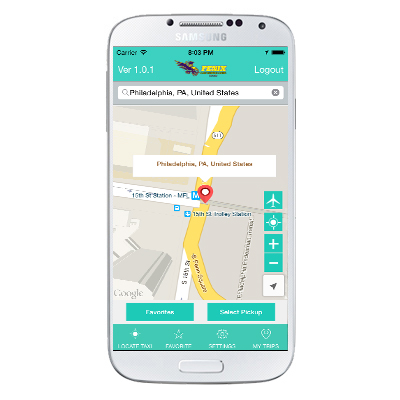 SAMSUNG
Carrier 8:03 PM
Ver 1.0.1 FENIX Logout
Philadelphia, PA, United States
611
Philadelphia, PA, United States
15th St Station - MFL M
15th St Trolley Station
S 15th St
S Penn Square
Google
Favorites Select Pickup
LOCATE TAXI FAVORITE SETTINGS MY TRIPS